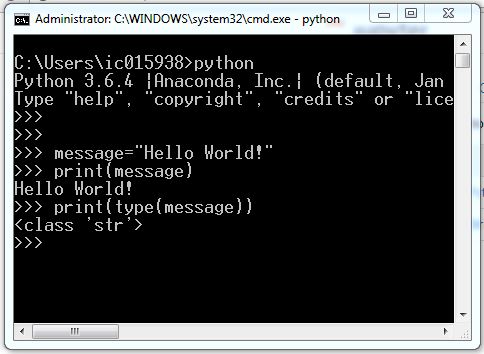 Administrator: C:\WINDOWS\system32\cmd.exe - python
C:\Users\ic015938>python
Python 3.6.4 |Anaconda, Inc.| (default, Jan
Type "help", "copyright", "credits" or "lice
>>>
>>>
>>> message="Hello World!"
>>> print(message)
Hello World!
>>> print(type(message))
<class 'str'>
>>>